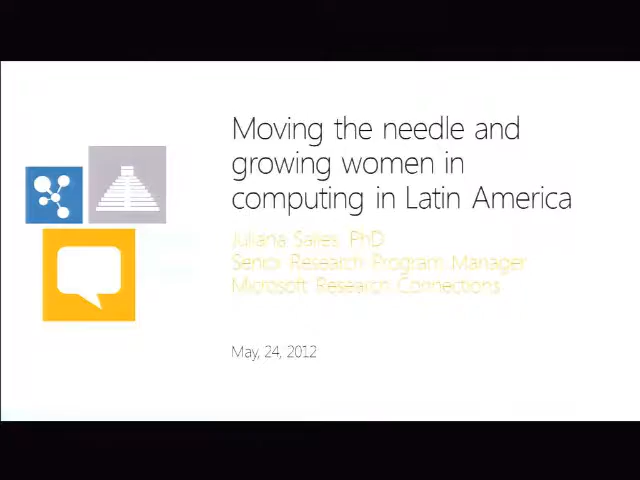 Moving the needle and
growing women in
computing in Latin America
Juliana Salles, PhD
Senior Research Program Manager
Microsoft Research Connections
May, 24, 2012